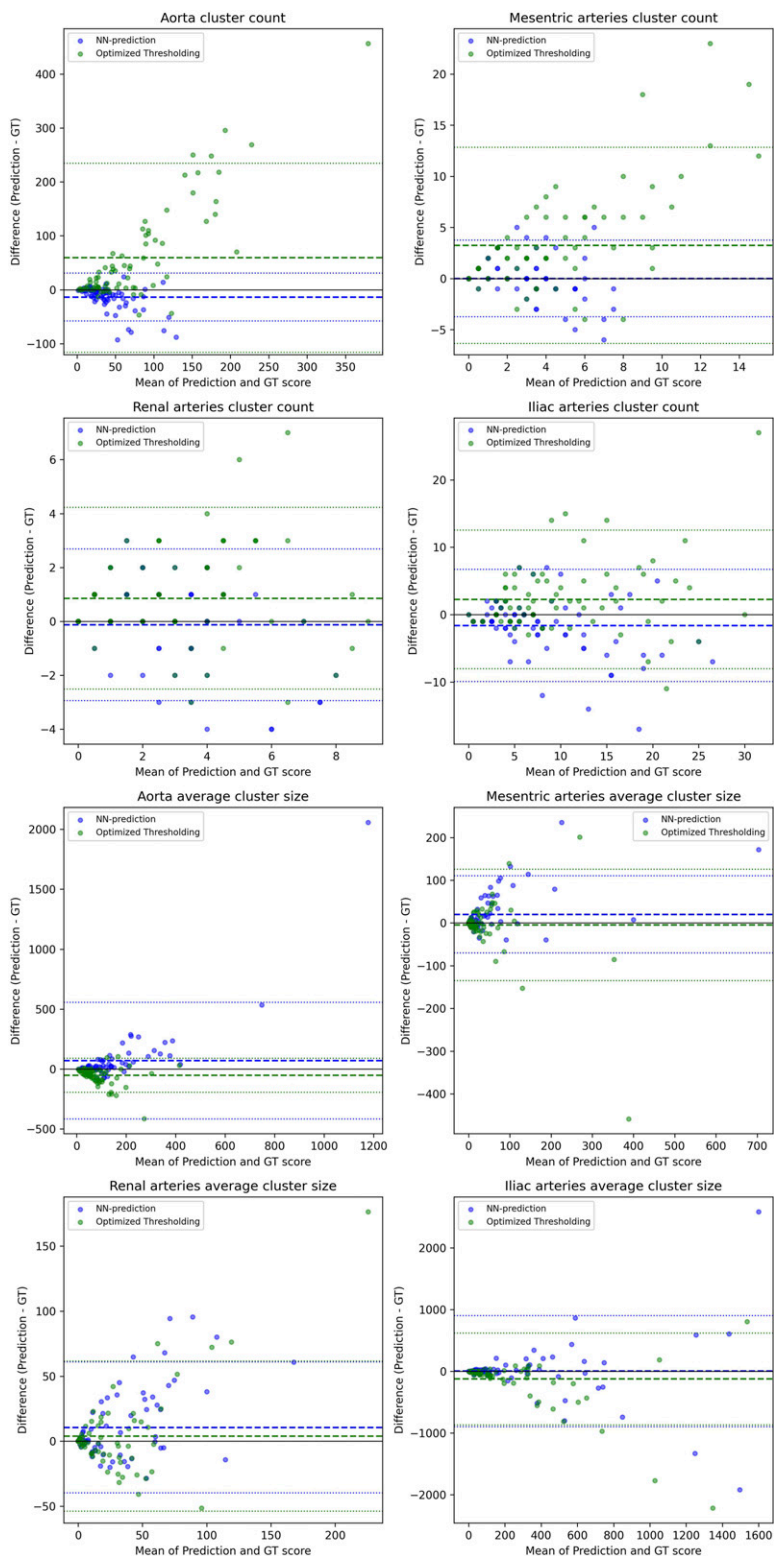 Aorta cluster count
NN-prediction
Optimized Thresholding
400
300
200
100
0
−100
Difference (Prediction - GT)
0 50 100 150 200 250 300 350
Mean of Prediction and GT score
Mesentric arteries cluster count
NN-prediction
Optimized Thresholding
20
15
10
5
0
−5
Difference (Prediction - GT)
0 2 4 6 8 10 12 14
Mean of Prediction and GT score
Renal arteries cluster count
NN-prediction
Optimized Thresholding
6
4
2
0
−2
−4
Difference (Prediction - GT)
0 2 4 6 8
Mean of Prediction and GT score
Iliac arteries cluster count
NN-prediction
Optimized Thresholding
20
10
0
−10
Difference (Prediction - GT)
0 5 10 15 20 25 30
Mean of Prediction and GT score
Aorta average cluster size
NN-prediction
Optimized Thresholding
2000
1500
1000
500
0
−500
Difference (Prediction - GT)
0 200 400 600 800 1000 1200
Mean of Prediction and GT score
Mesentric arteries average cluster size
NN-prediction
Optimized Thresholding
200
100
0
−100
−200
−300
−400
Difference (Prediction - GT)
0 100 200 300 400 500 600 700
Mean of Prediction and GT score
Renal arteries average cluster size
NN-prediction
Optimized Thresholding
150
100
50
0
−50
Difference (Prediction - GT)
0 50 100 150 200
Mean of Prediction and GT score
Iliac arteries average cluster size
NN-prediction
Optimized Thresholding
2000
1000
0
−1000
−2000
Difference (Prediction - GT)
0 200 400 600 800 1000 1200 1400 1600
Mean of Prediction and GT score